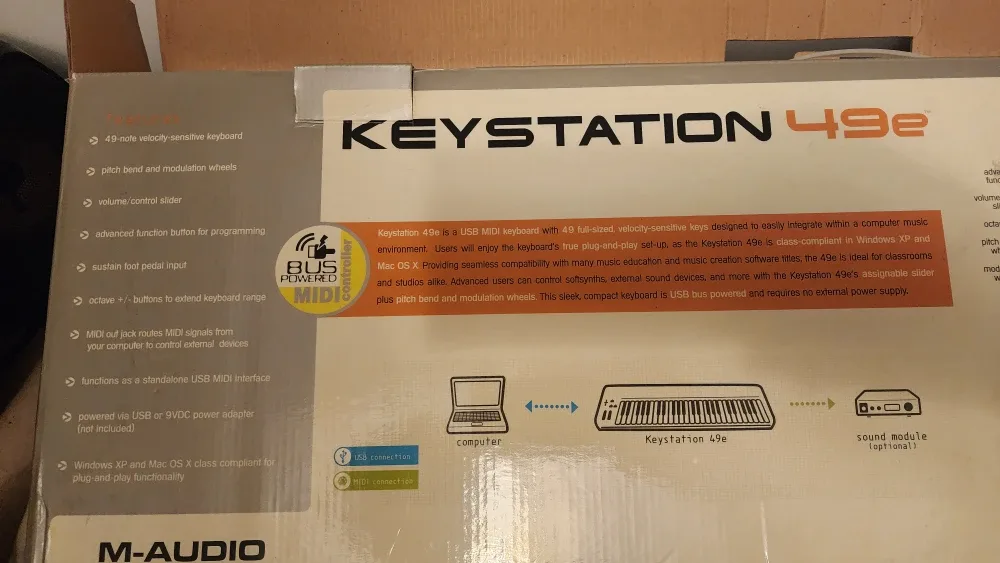 49-note velocity-sensitive keyboard
pitch bend and modulation wheels
volume/control slider
advanced function button for programming
sustain foot pedal input
octave +/- buttons to extend keyboard range
MIDI out jack routes MIDI signals from
your computer to control external devices
functions as a standalone USB MIDI interface
powered via USB or 9VDC power adapter
(not included)
Windows XP and Mac OS X class compliant for
plug-and-play functionality
M-AUDIO
KEYSTATION 49e
BUS
POWERED
MIDI controller
Keystation 49e is a USB MIDI keyboard with 49 full-sized, velocity-sensitive keys designed to easily integrate within a computer music
environment. Users will enjoy the keyboard's true plug-and-play set-up, as the Keystation 49e is class-compliant in Windows XP and
Mac OS X. Providing seamless compatibility with many music education and music creation software titles, the 49e is ideal for classrooms
and studios alike. Advanced users can control softsynths, external sound devices, and more with the Keystation 49e's assignable slider
plus pitch bend and modulation wheels. This sleek, compact keyboard is USB bus powered and requires no external power supply.
computer
Keystation 49e
sound module
(optional)
USB connection
MIDI connection
volume
octa
pitch